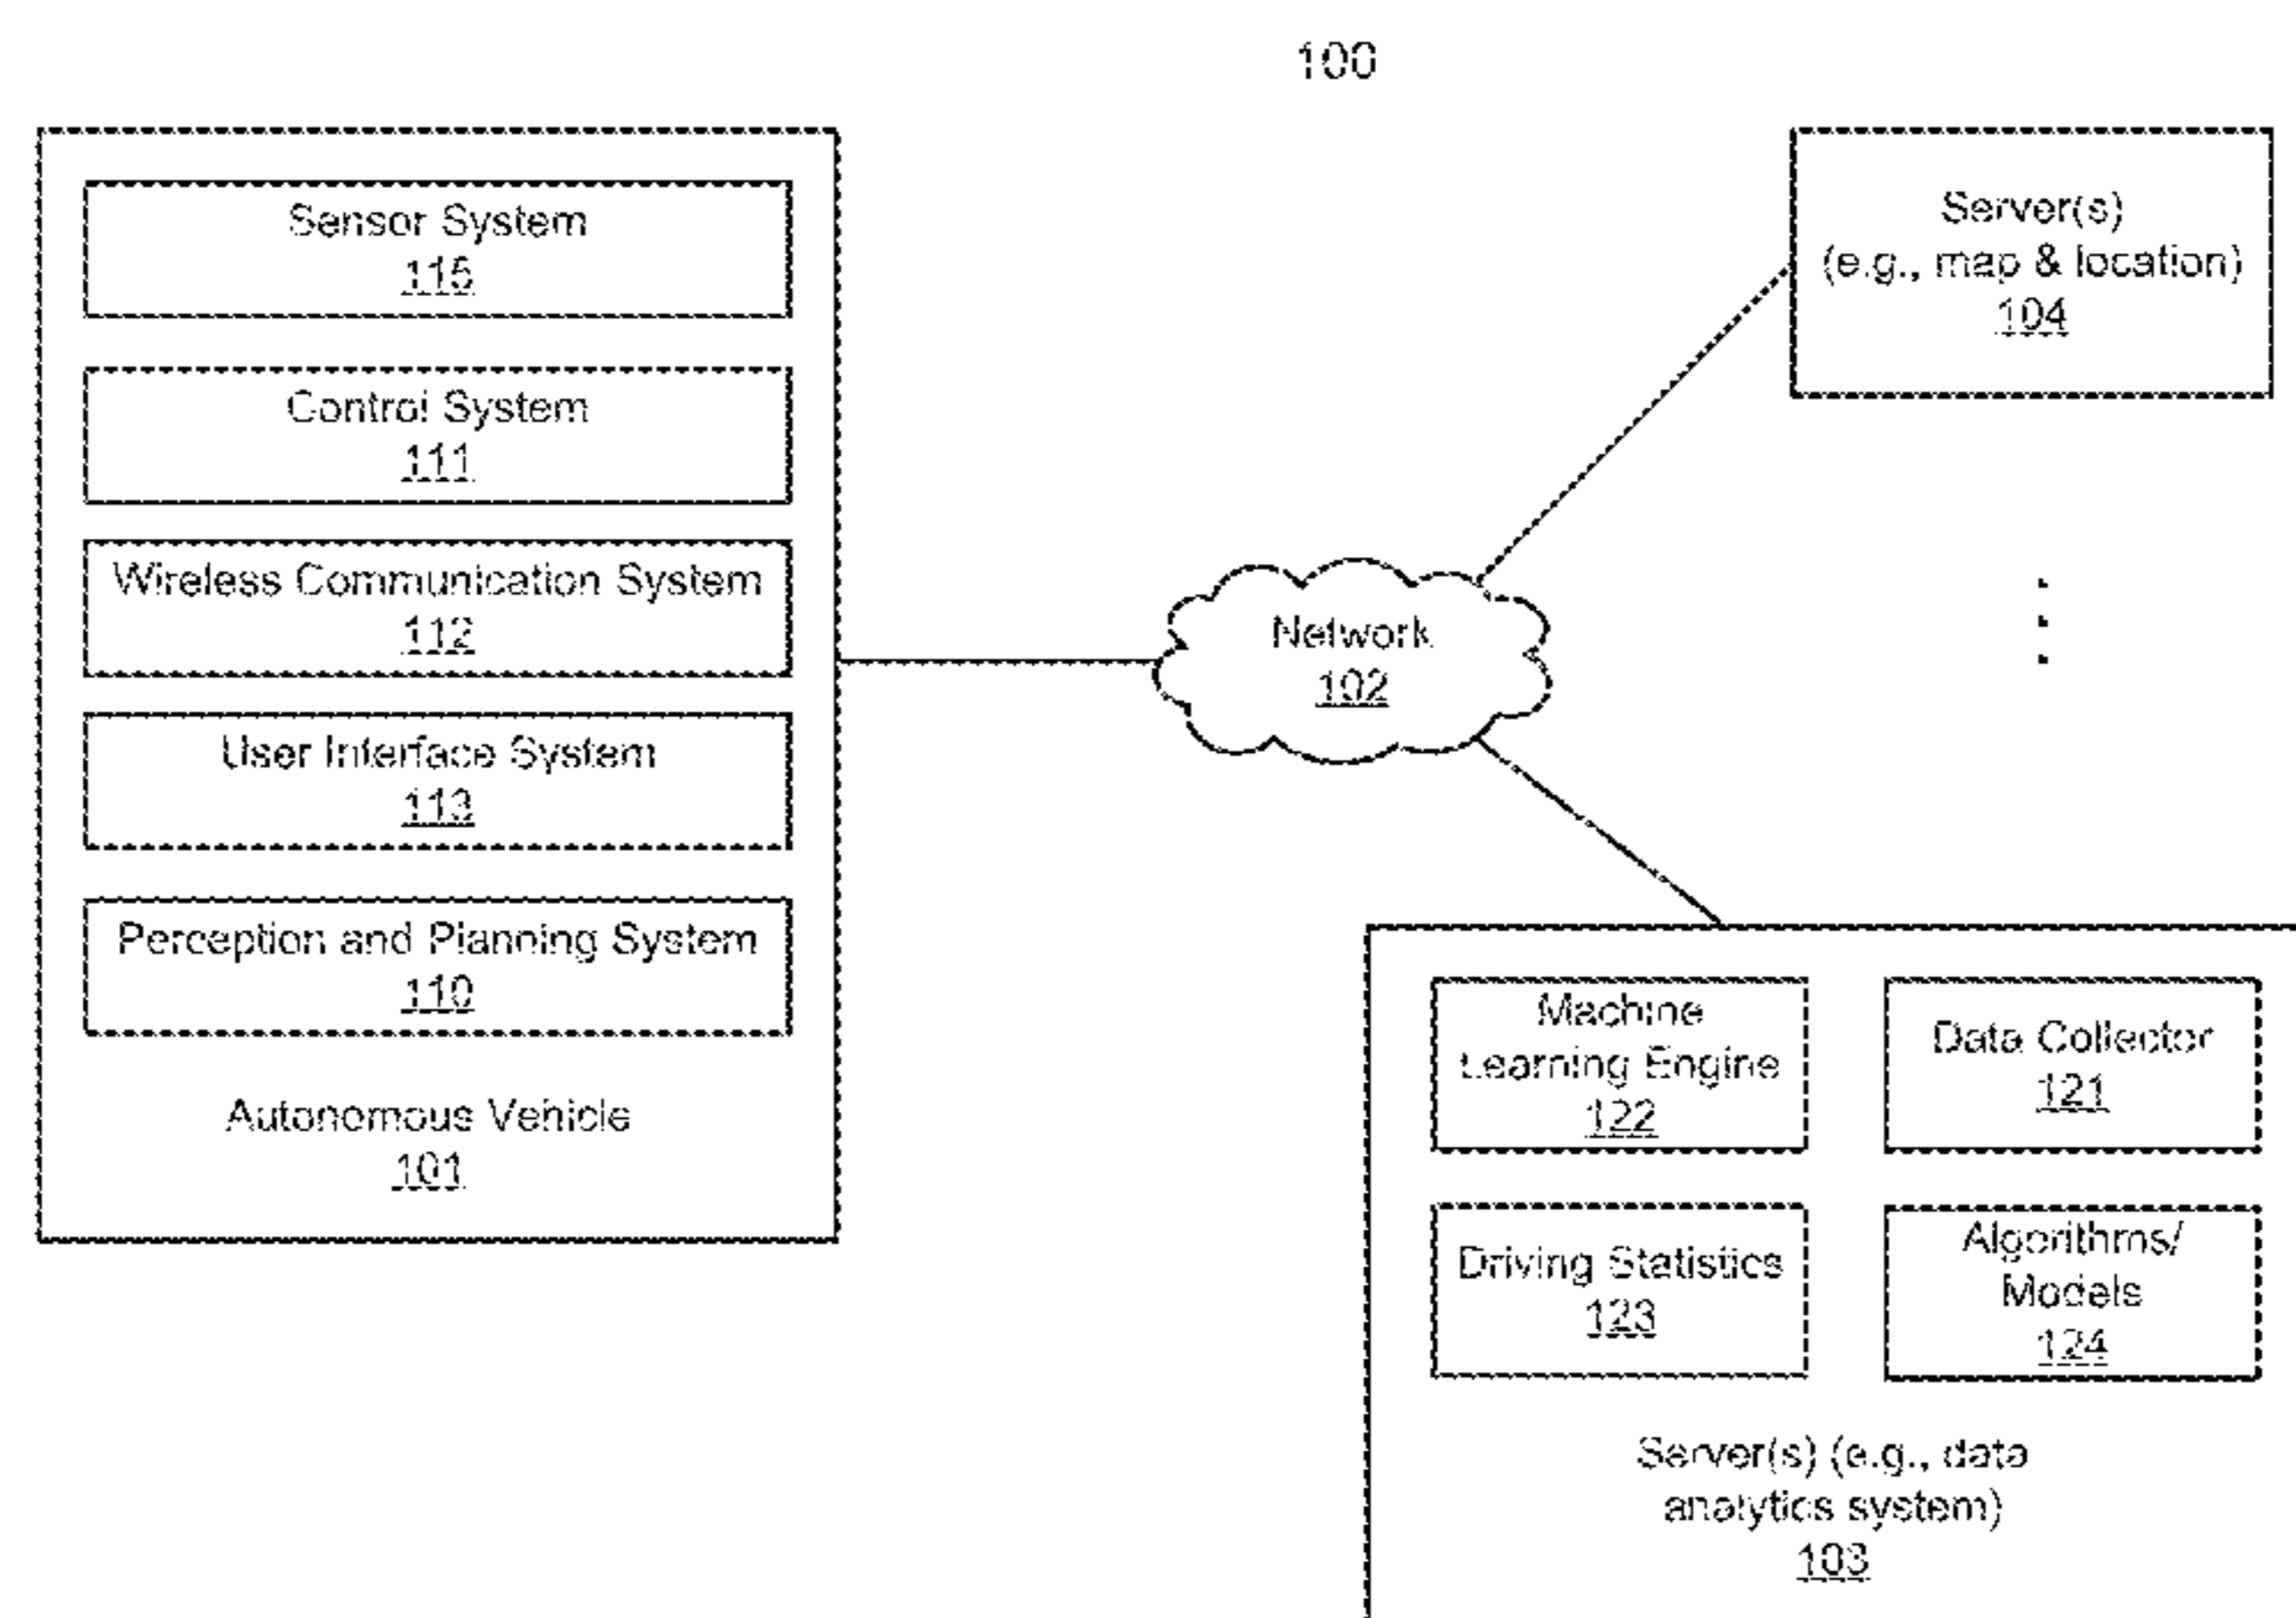 100
Sensor System
115
Control System
111
Wireless Communication System
112
User Interface System
113
Perception and Planning System
110
Autonomous Vehicle
101
Network
102
Server(s)
(e.g., map & location)
104
Machine
Learning Engine
122
Data Collector
121
Driving Statistics
123
Algorithms/
Models
124
Server(s) (e.g., data
analytics system)
103